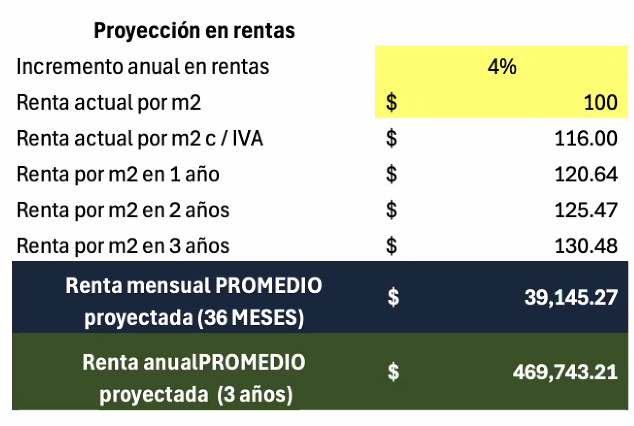 Proyección en rentas
Incremento anual en rentas 4%
Renta actual por m2 $ 100
Renta actual por m2 c / IVA $ 116.00
Renta por m2 en 1 año $ 120.64
Renta por m2 en 2 años $ 125.47
Renta por m2 en 3 años $ 130.48
Renta mensual PROMEDIO
proyectada (36 MESES) $ 39,145.27
Renta anualPROMEDIO
proyectada (3 años) $ 469,743.21